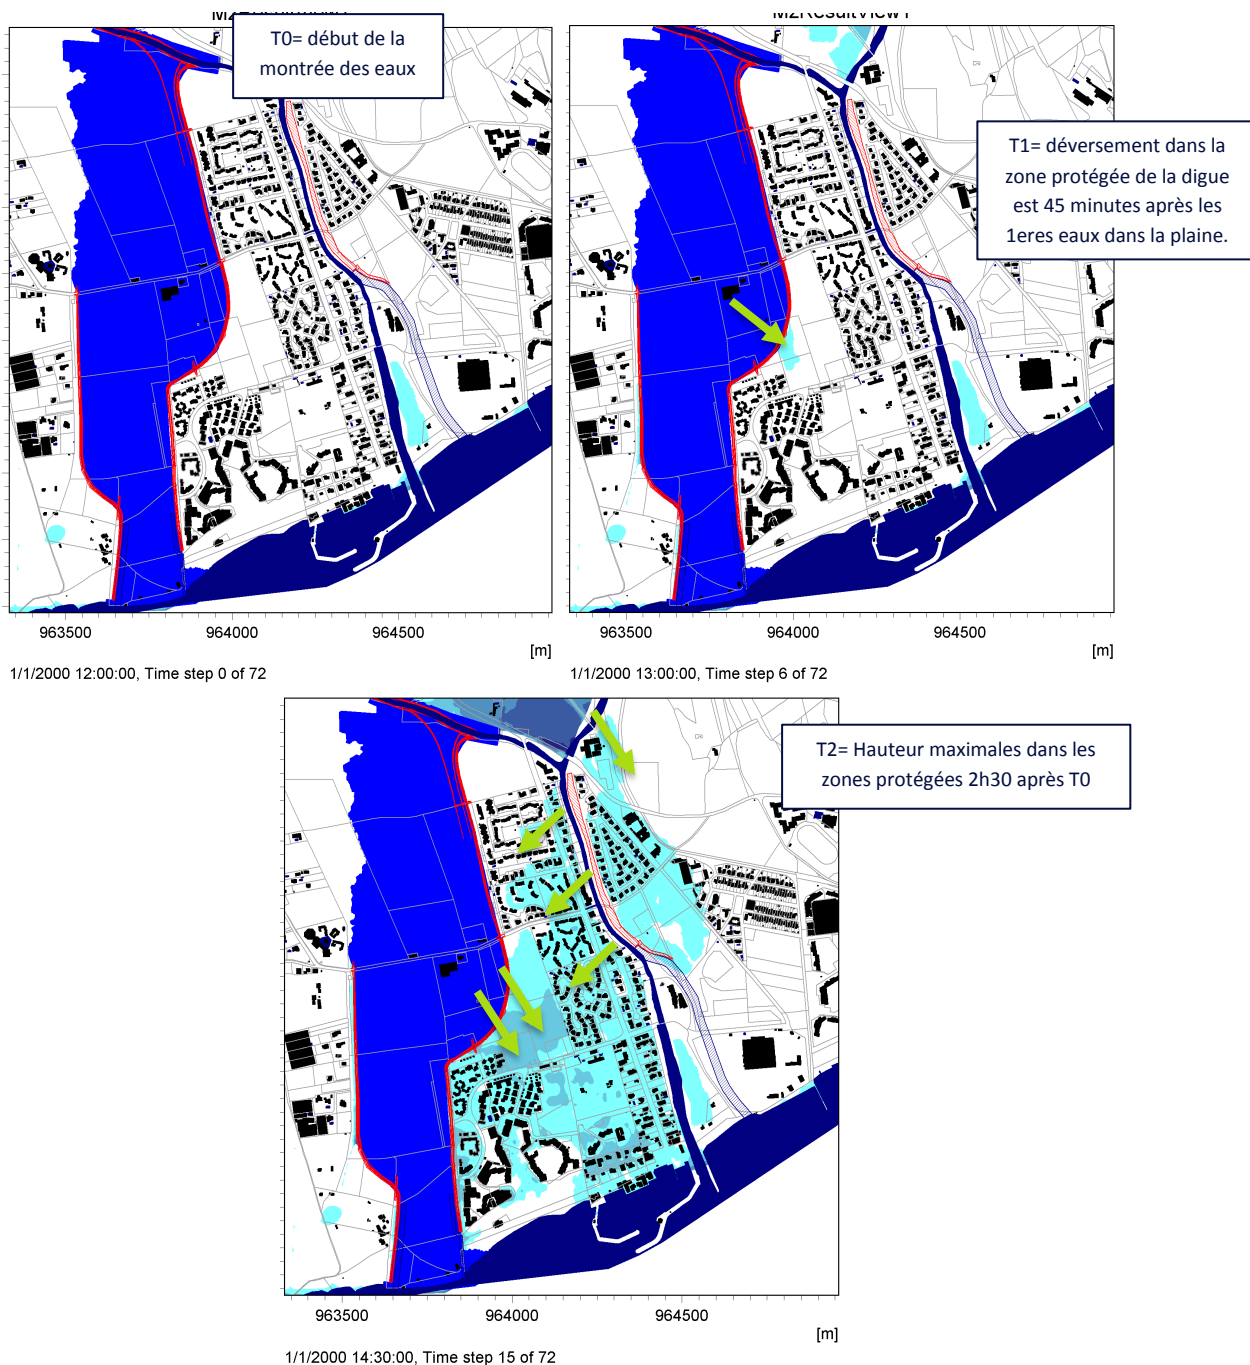 T0= début de la
montrée des eaux
M2ResultView1
T1= déversement dans la
zone protégée de la digue
est 45 minutes après les
1eres eaux dans la plaine.
963500 964000 964500
[m]
1/1/2000 12:00:00, Time step 0 of 72
963500 964000 964500
[m]
1/1/2000 13:00:00, Time step 6 of 72
T2= Hauteur maximales dans les
zones protégées 2h30 après T0
963500 964000 964500
[m]
1/1/2000 14:30:00, Time step 15 of 72